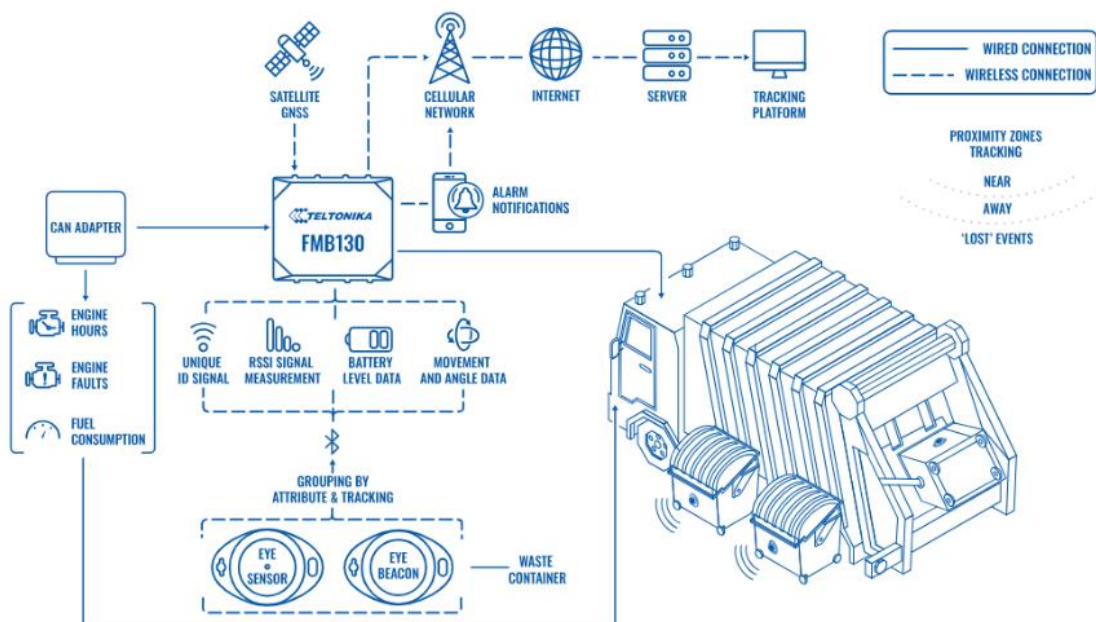 SATELLITE
GNSS
CELLULAR
NETWORK
INTERNET
SERVER
TRACKING
PLATFORM
WIRED CONNECTION
WIRELESS CONNECTION
PROXIMITY ZONES
TRACKING
NEAR
AWAY
'LOST' EVENTS
ALARM
NOTIFICATIONS
TELTONIKA
FMB130
CAN ADAPTER
ENGINE
HOURS
ENGINE
FAULTS
FUEL
CONSUMPTION
UNIQUE
ID SIGNAL
RSSI SIGNAL
MEASUREMENT
BATTERY
LEVEL DATA
MOVEMENT
AND ANGLE DATA
GROUPING BY
ATTRIBUTE & TRACKING
EYE
SENSOR
EYE
BEACON
WASTE
CONTAINER